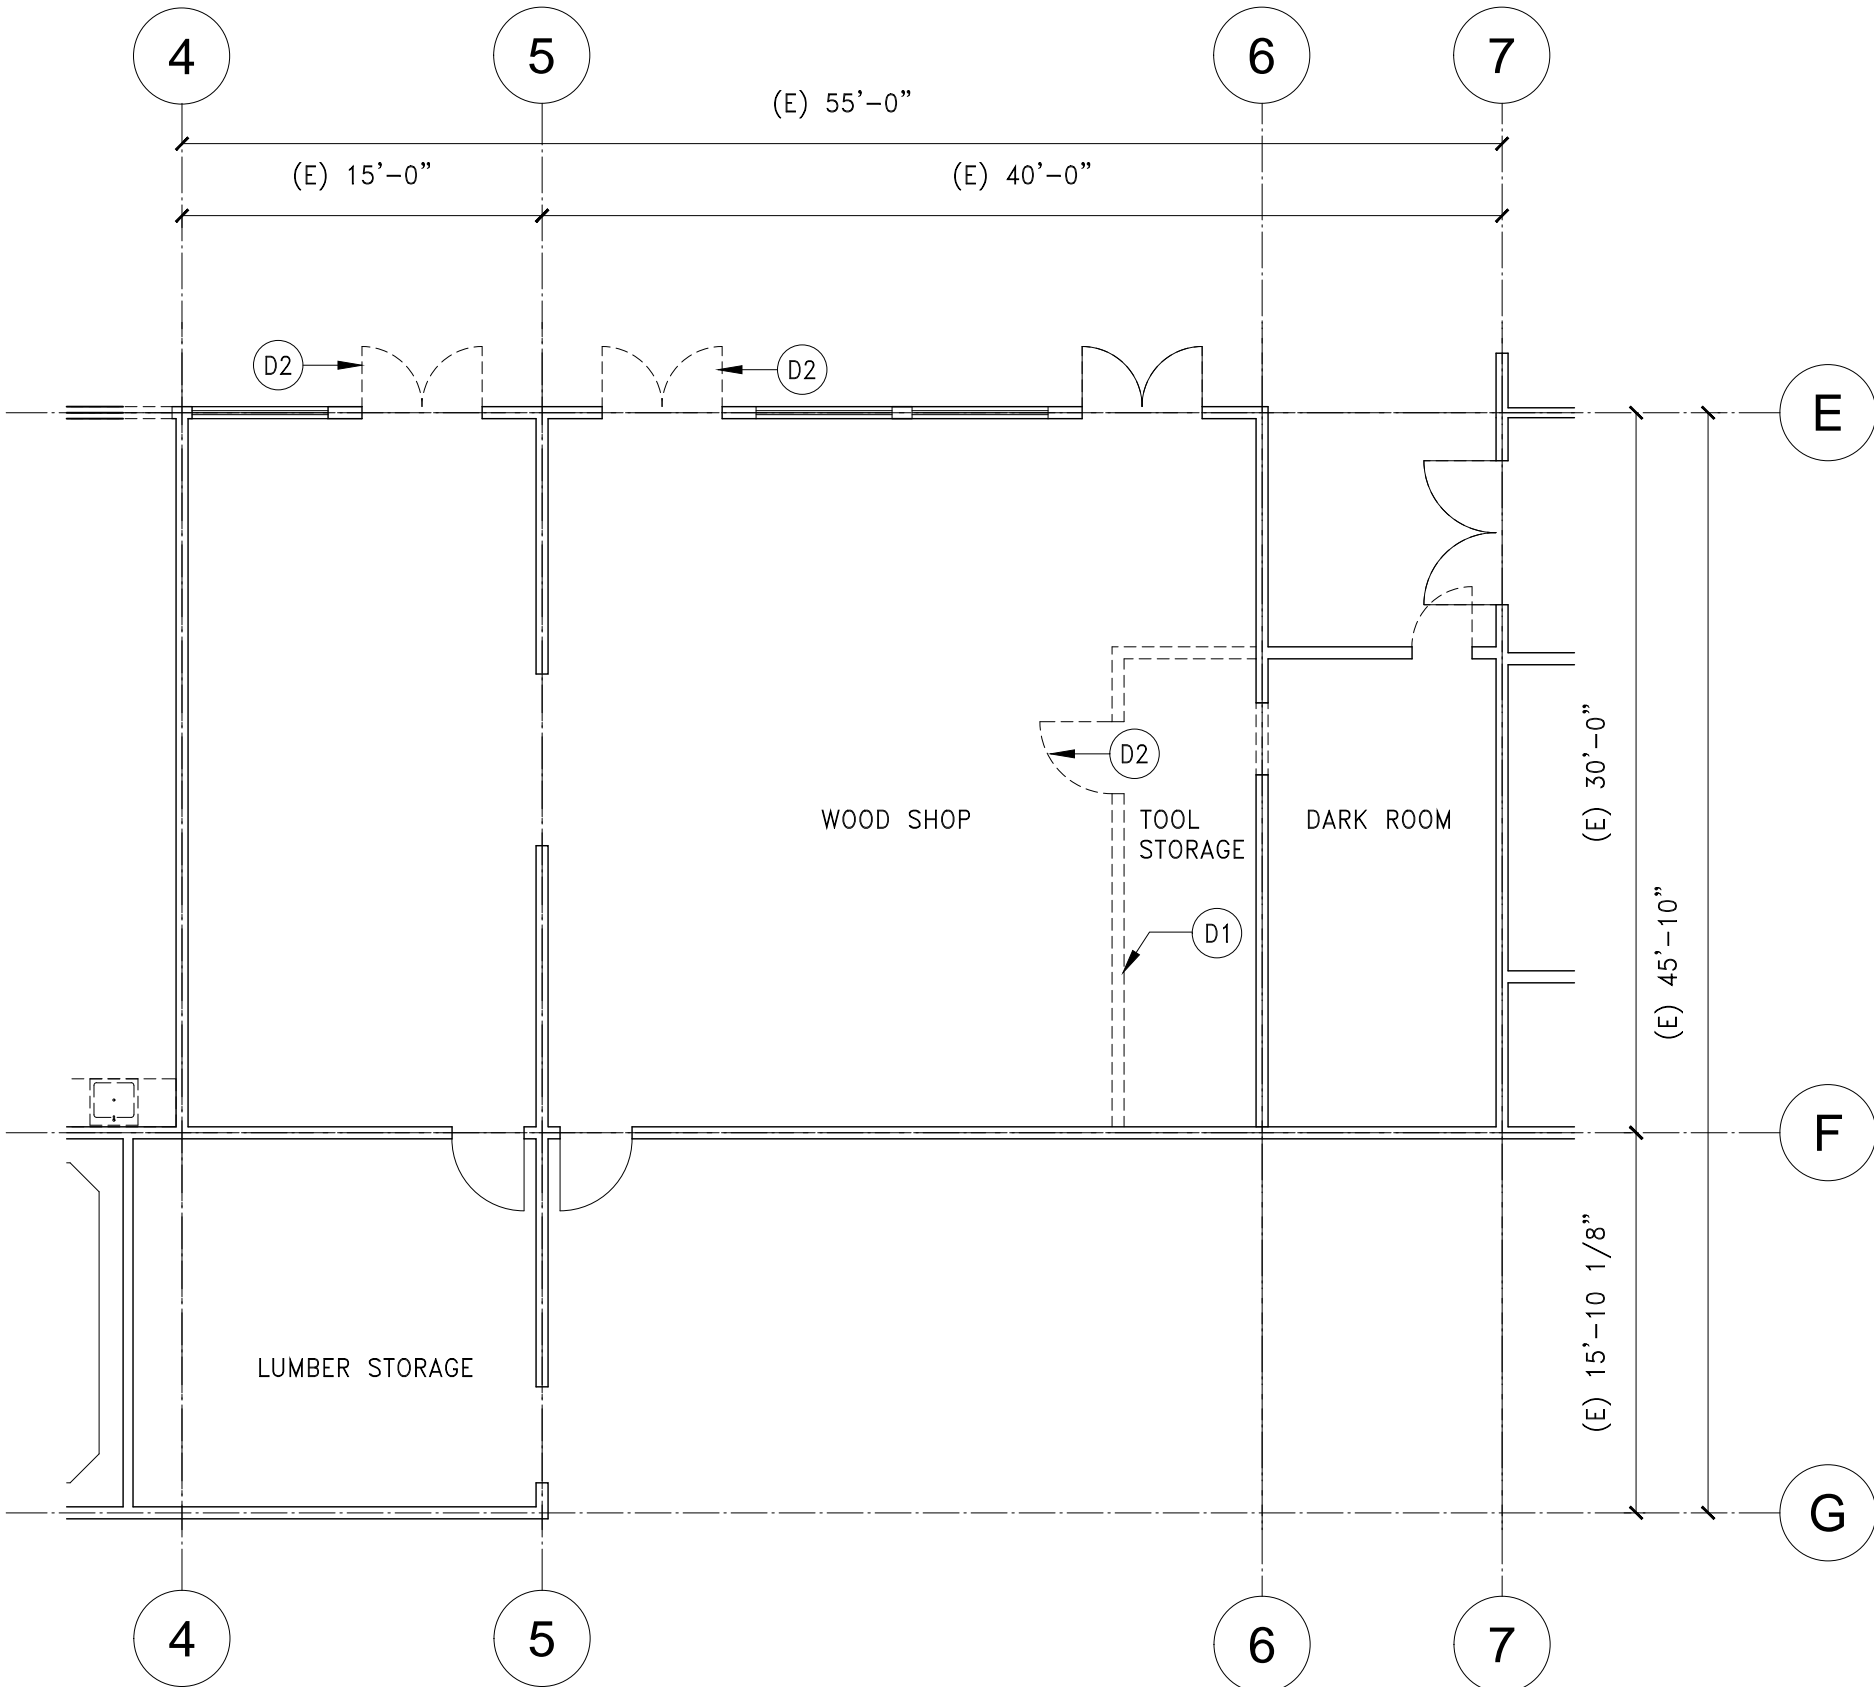 4 5 6 7
(E) 55'-0"
(E) 15'-0" (E) 40'-0"
D2 D2
E
D2
(E) 30'-0"
WOOD SHOP TOOL DARK ROOM
STORAGE
D1
(E) 45'-10"
F
(E) 15'-10 1/8"
LUMBER STORAGE
G
4 5 6 7